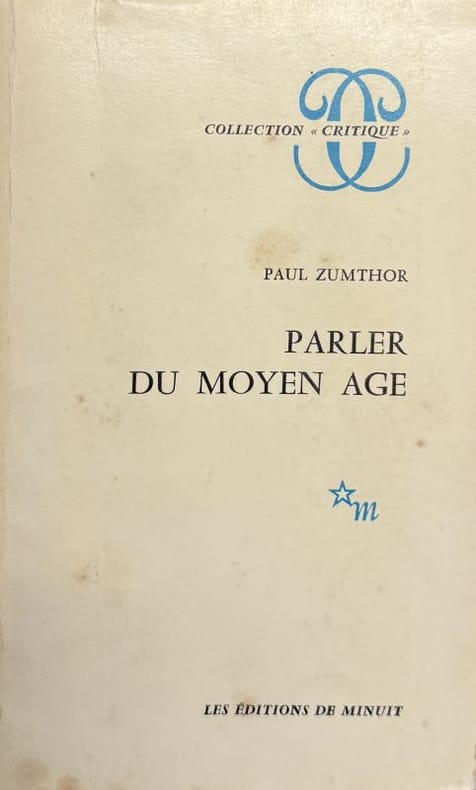 COLLECTION « CRITIQUE »
PAUL ZUMTHOR
PARLER
DU MOYEN AGE
m
LES ÉDITIONS DE MINUIT